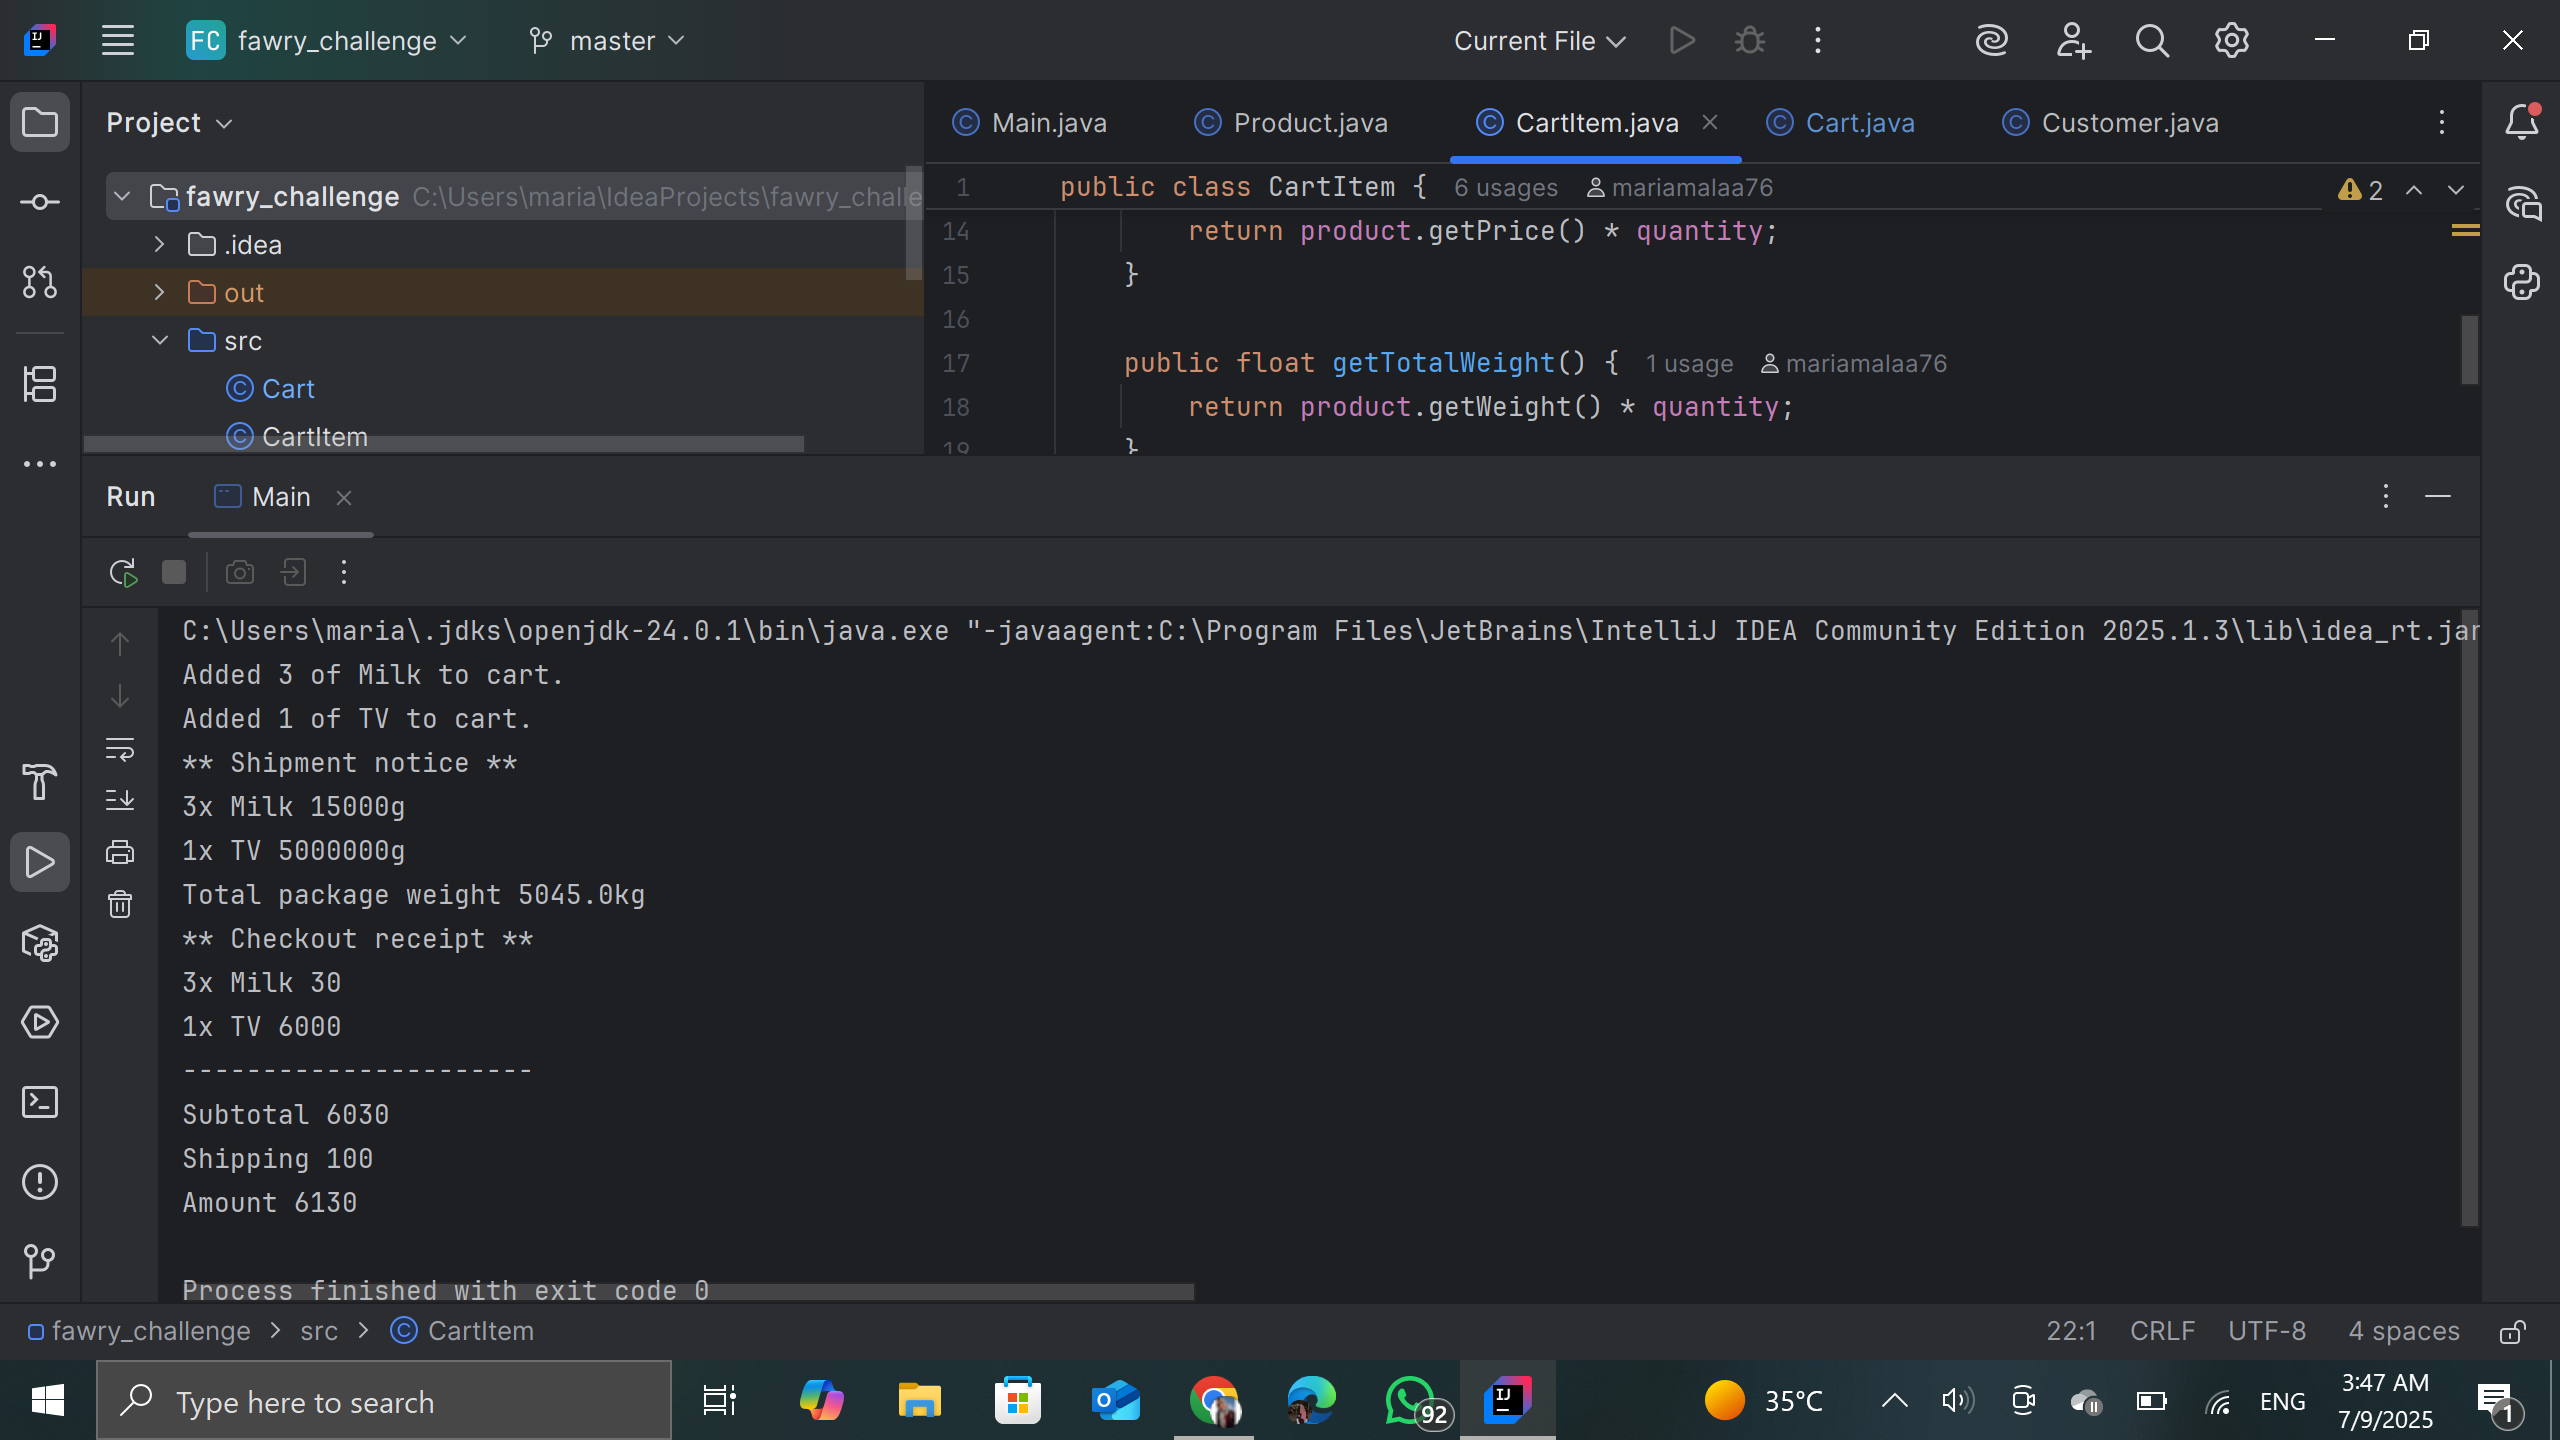 FC fawry_challenge master Current File
Project
Main.java Product.java CartItem.java Cart.java Customer.java
fawry_challenge C:\Users\maria\IdeaProjects\fawry_challe
.idea
out
src
Cart
CartItem
1 public class CartItem { 6 usages mariamalaa76 2
14 return product.getPrice() * quantity;
15 }
16
17 public float getTotalWeight() { 1 usage mariamalaa76
18 return product.getWeight() * quantity;
19 }
Run Main
C:\Users\maria\.jdks\openjdk-24.0.1\bin\java.exe "-javaagent:C:\Program Files\JetBrains\IntelliJ IDEA Community Edition 2025.1.3\lib\idea_rt.jar
Added 3 of Milk to cart.
Added 1 of TV to cart.
** Shipment notice **
3x Milk 15000g
1x TV 5000000g
Total package weight 5045.0kg
** Checkout receipt **
3x Milk 30
1x TV 6000
----------------------
Subtotal 6030
Shipping 100
Amount 6130
Process finished with exit code 0
fawry_challenge > src > CartItem 22:1 CRLF UTF-8 4 spaces
Type here to search 92 35°C ENG 3:47 AM
7/9/2025 1